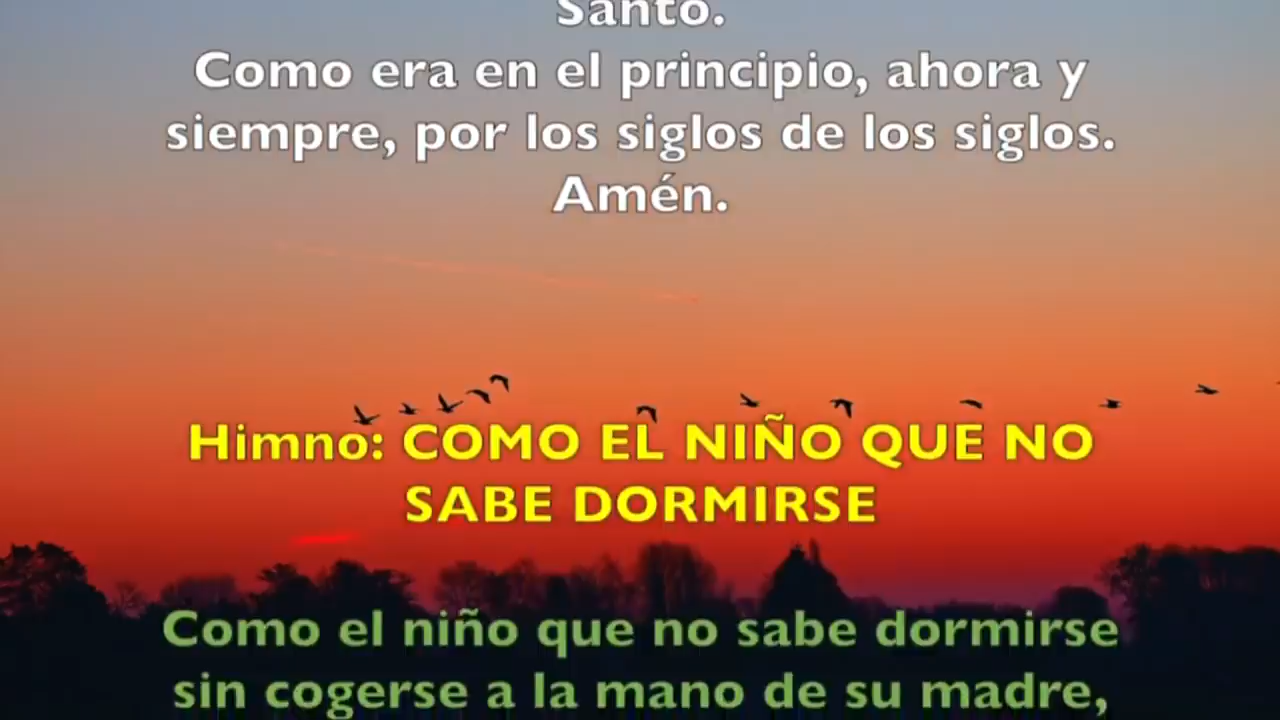 Santo.
Como era en el principio, ahora y
siempre, por los siglos de los siglos.
Amén.
Himno: COMO EL NIÑO QUE NO
SABE DORMIRSE
Como el niño que no sabe dormirse
sin cogerse a la mano de su madre,